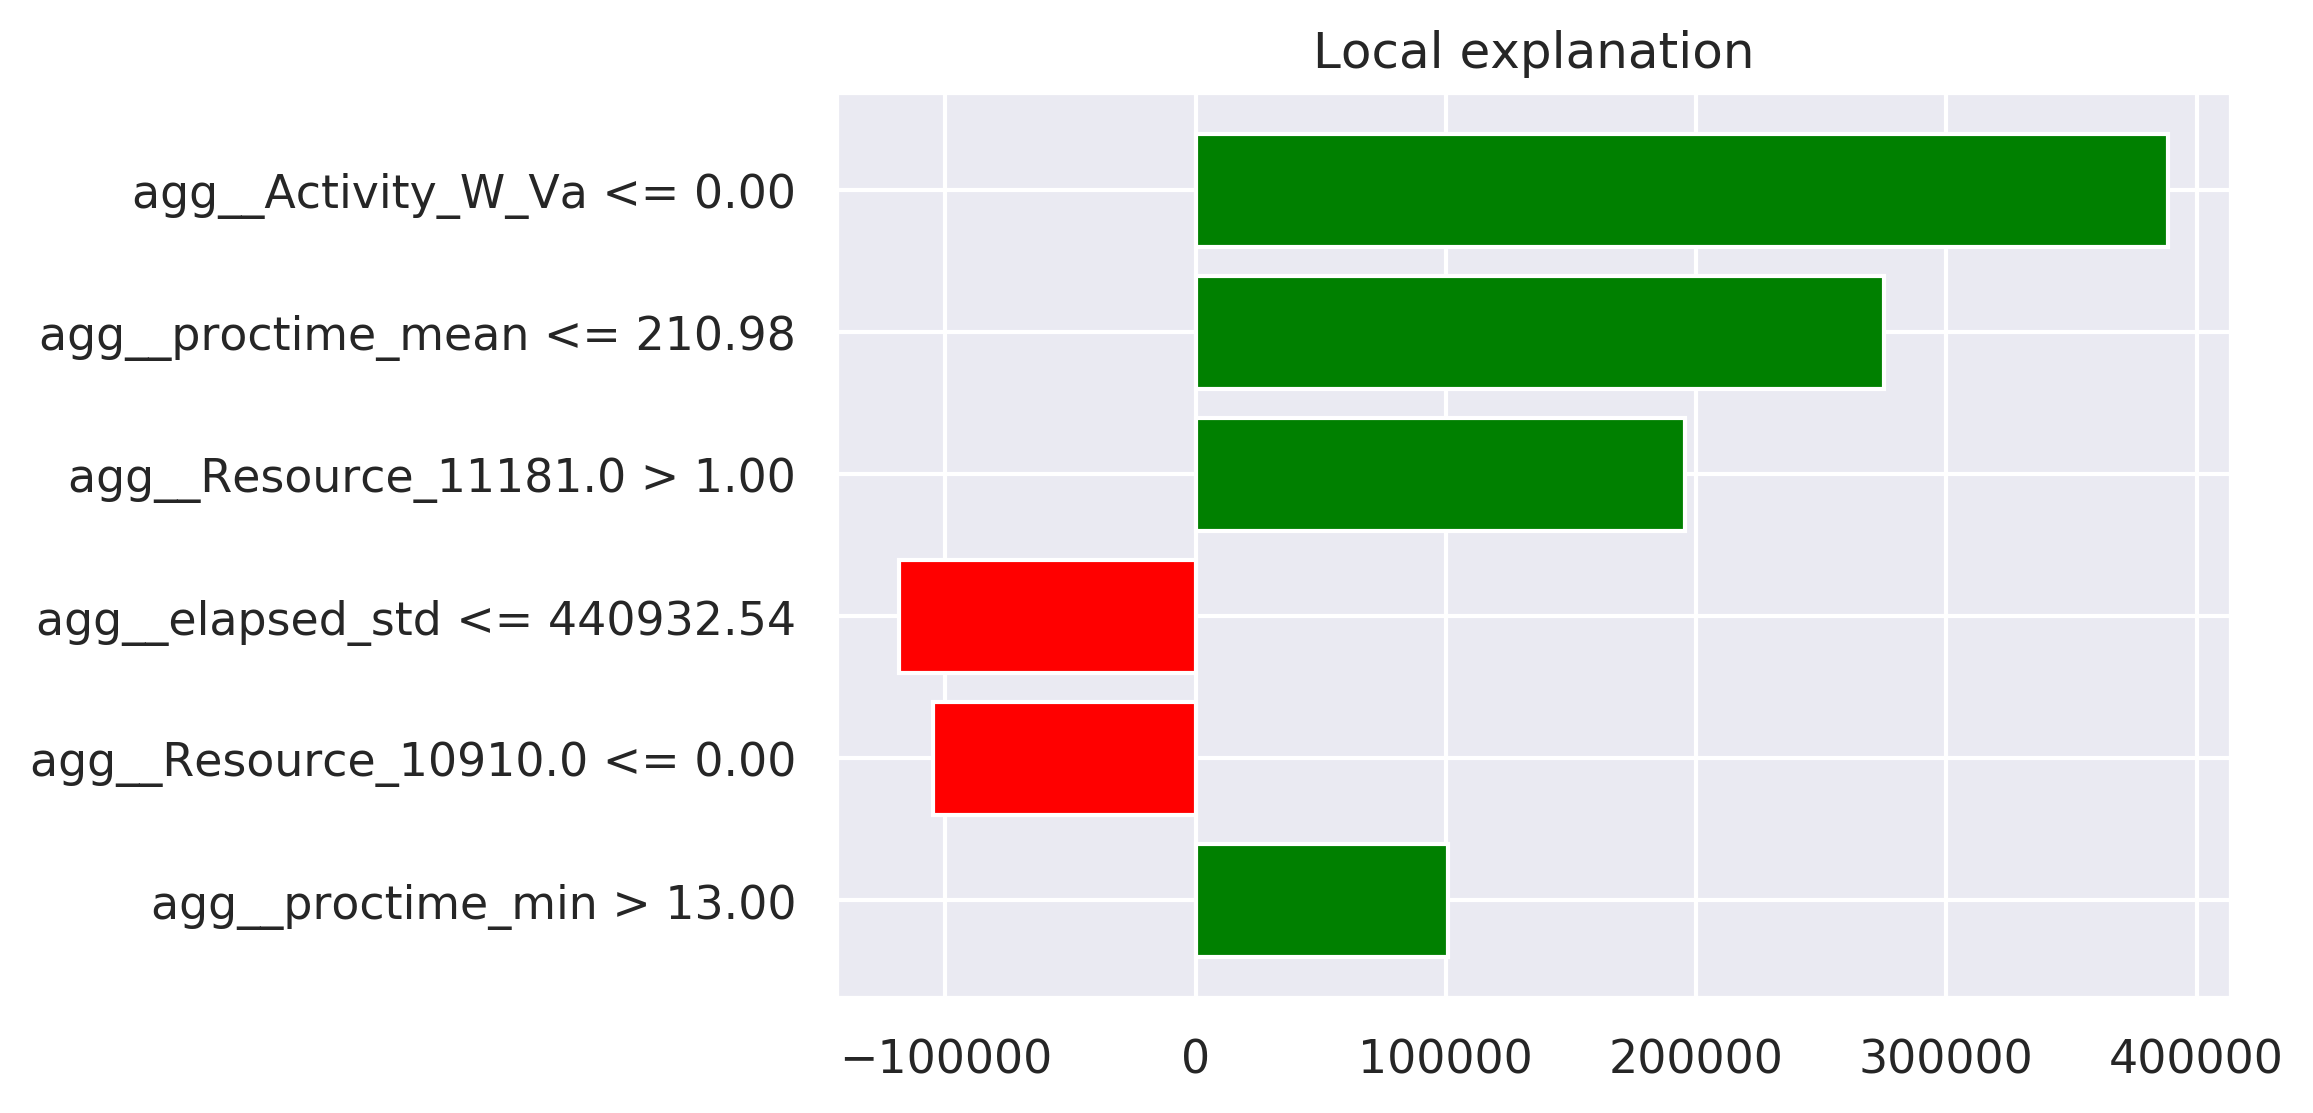 Local explanation
agg__Activity_W_Va <= 0.00
agg__proctime_mean <= 210.98
agg__Resource_11181.0 > 1.00
agg__elapsed_std <= 440932.54
agg__Resource_10910.0 <= 0.00
agg__proctime_min > 13.00
−100000 0 100000 200000 300000 400000